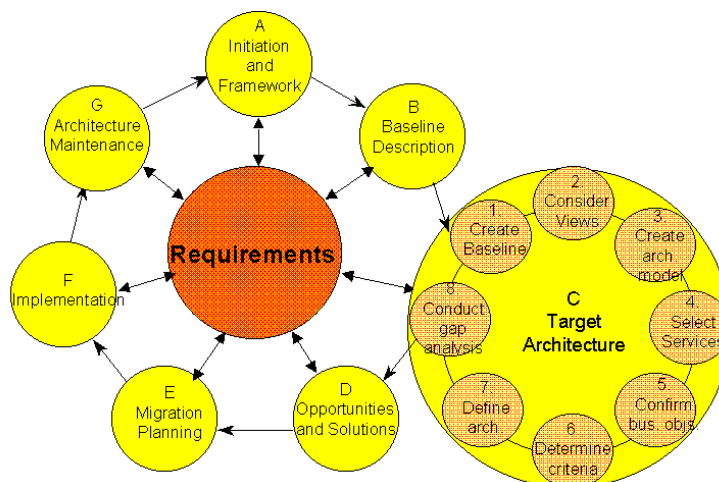 A
Initiation
and
Framework
B
Baseline
Description
G
Architecture
Maintenance
Requirements
F
Implementation
E
Migration
Planning
D
Opportunities
and Solutions
C
Target
Architecture
1
Create
Baseline
2
Consider
Views
3
Create
arch.
model
4
Select
Services
5
Confirm
bus. objs.
6
Determine
criteria
7
Define
arch.
8
Conduct
gap
analysis